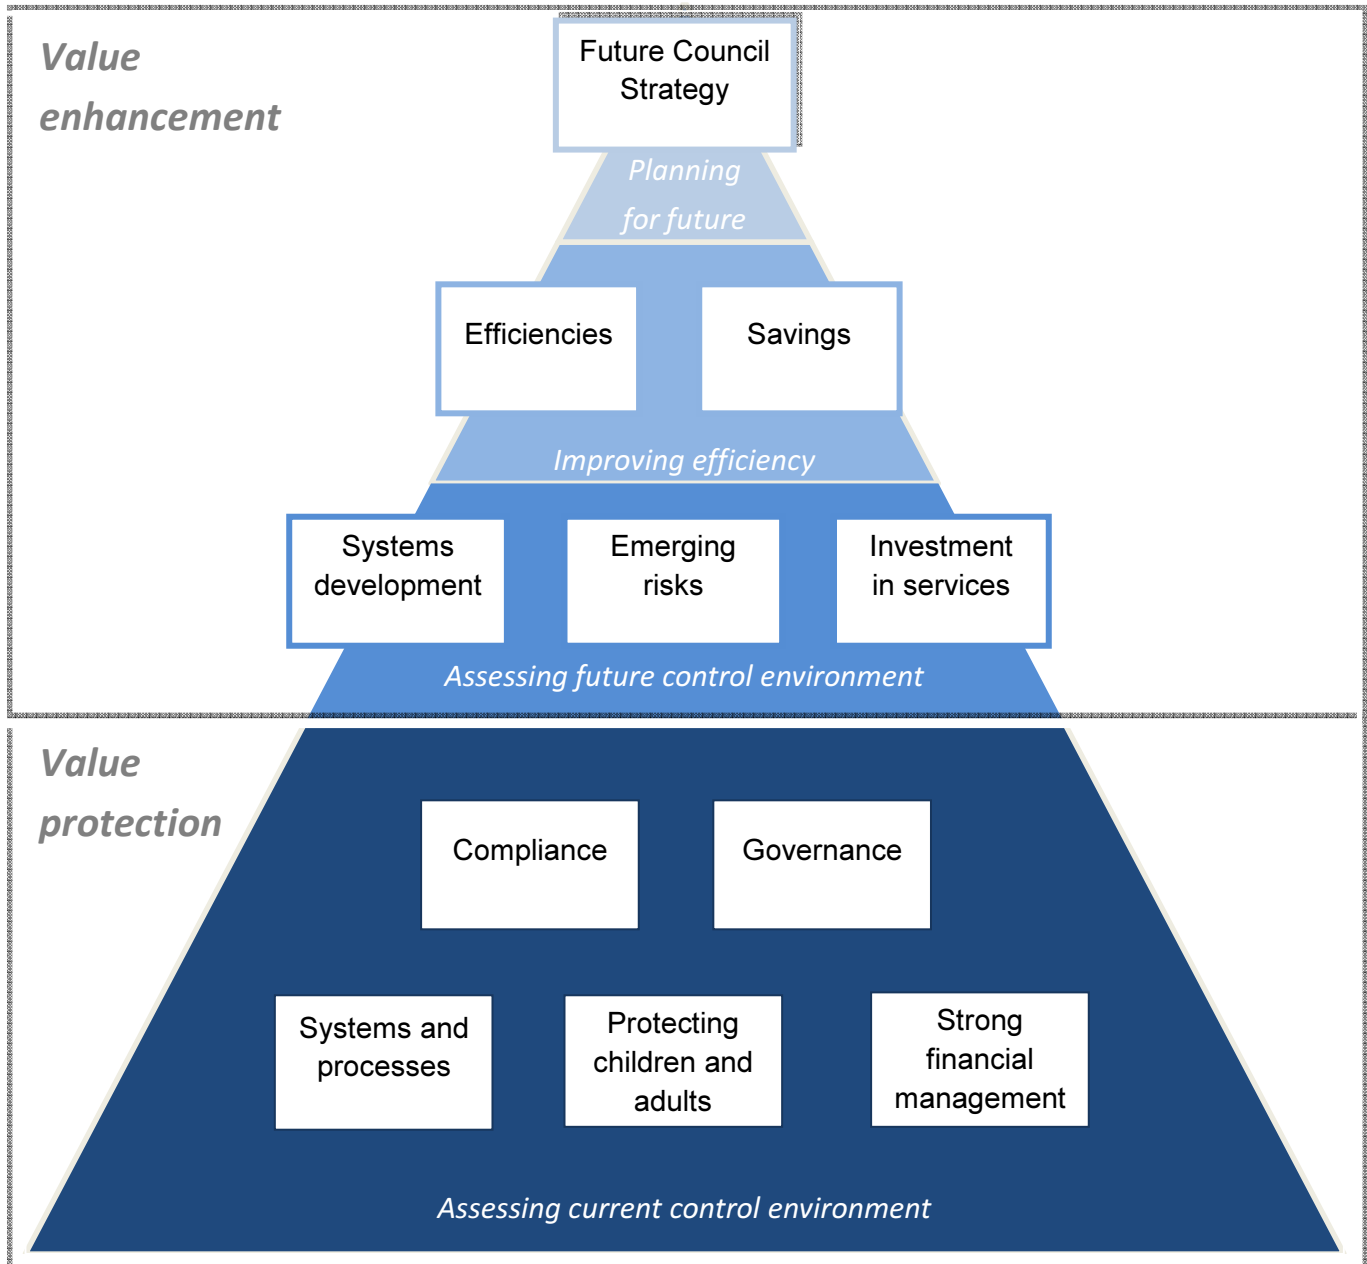 Value
enhancement
Future Council
Strategy
Planning
for future
Efficiencies
Savings
Improving efficiency
Systems
development
Emerging
risks
Investment
in services
Assessing future control environment
Value
protection
Compliance
Governance
Systems and
processes
Protecting
children and
adults
Strong
financial
management
Assessing current control environment